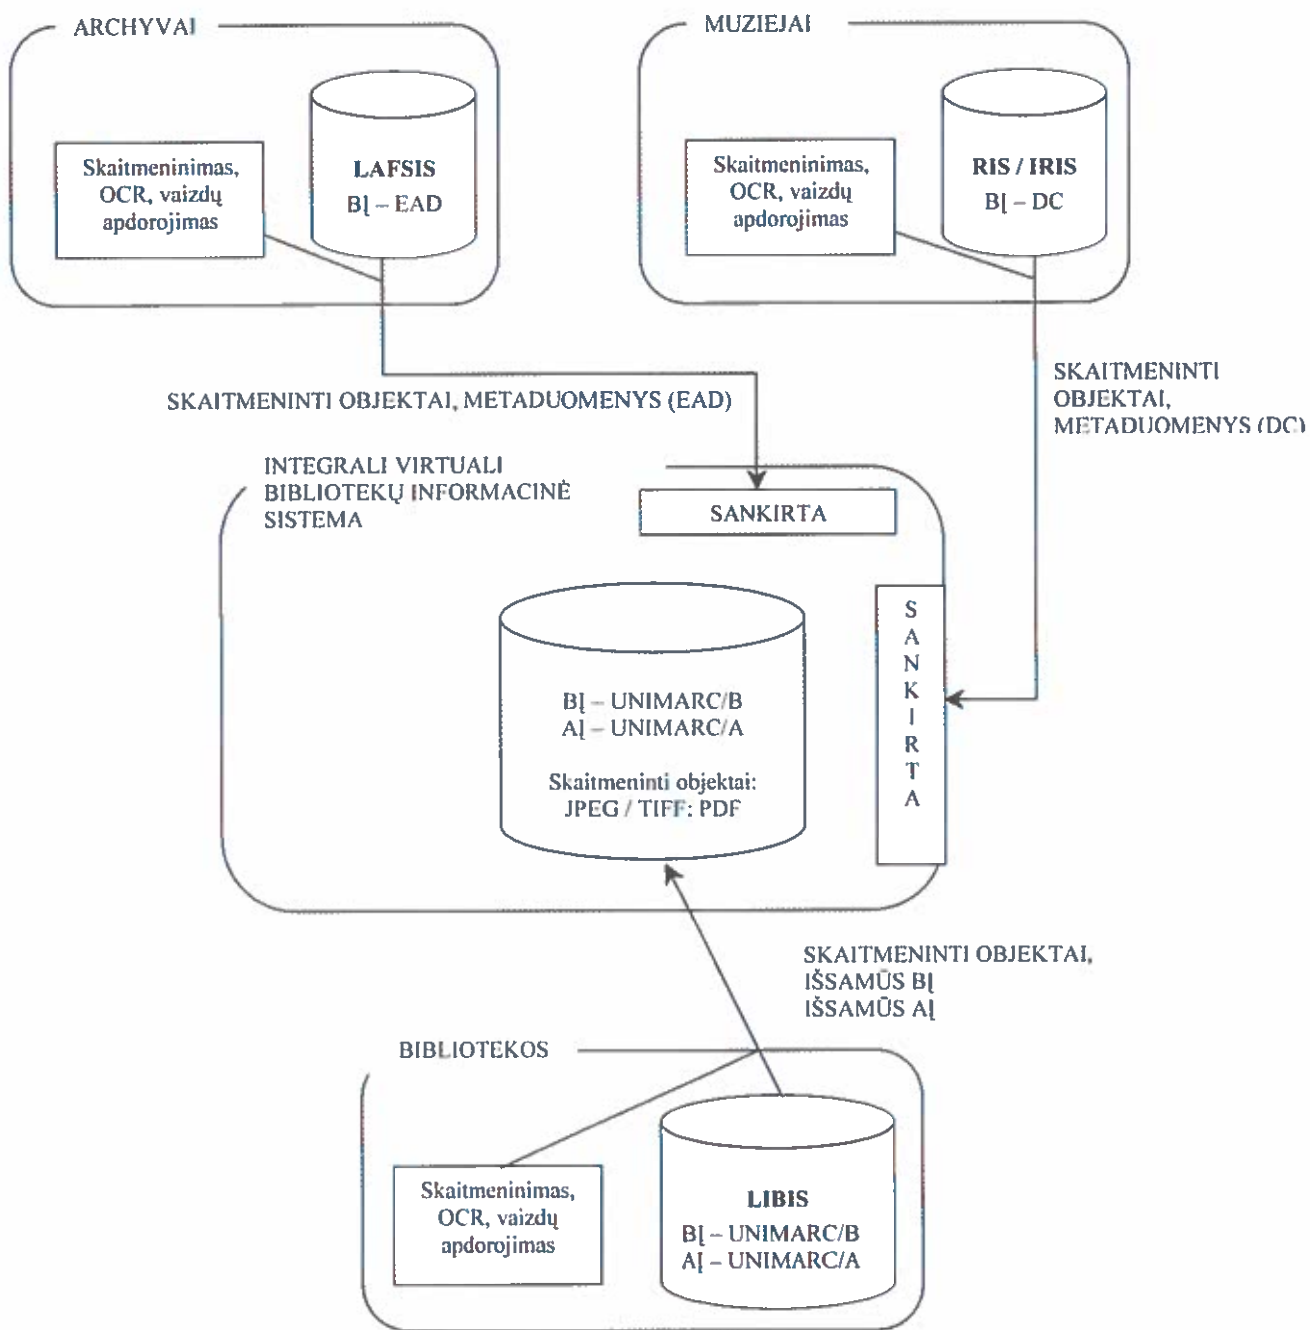 ARCHYVAI
Skaitmeninimas,
OCR, vaizdų
apdorojimas
LAFSIS
BĮ – EAD
MUZIEJAI
Skaitmeninimas,
OCR, vaizdų
apdorojimas
RIS / IRIS
BĮ – DC
SKAITMENINTI OBJEKTAI, METADUOMENYS (EAD)
SKAITMENINTI
OBJEKTAI,
METADUOMENYS (DC)
INTEGRALI VIRTUALI
BIBLIOTEKŲ INFORMACINĖ
SISTEMA
SANKIRTA
BĮ – UNIMARC/B
AĮ – UNIMARC/A
Skaitmeninti objektai:
JPEG / TIFF; PDF
S
A
N
K
I
R
T
A
SKAITMENINTI OBJEKTAI,
IŠSAMŪS BĮ
IŠSAMŪS AĮ
BIBLIOTEKOS
Skaitmeninimas,
OCR, vaizdų
apdorojimas
LIBIS
BĮ – UNIMARC/B
AĮ – UNIMARC/A